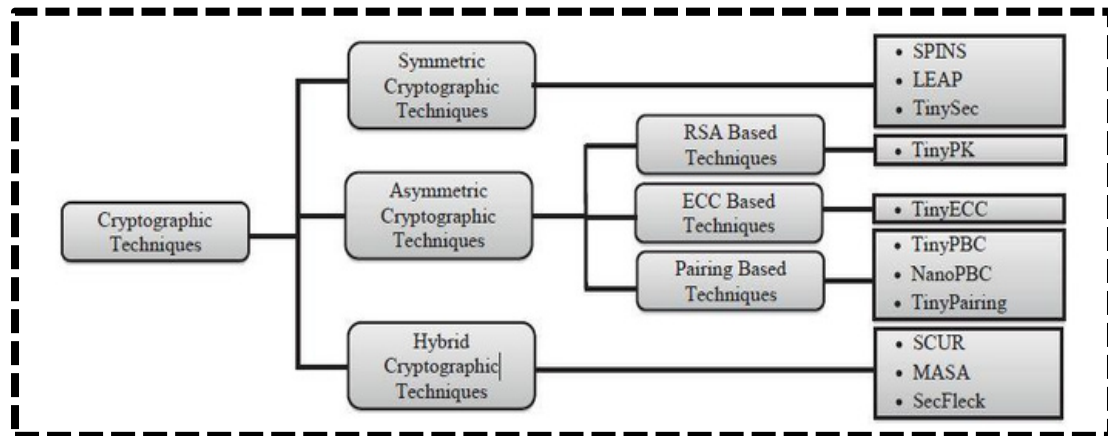 Cryptographic
Techniques
Symmetric
Cryptographic
Techniques
• SPINS
• LEAP
• TinySec
Asymmetric
Cryptographic
Techniques
RSA Based
Techniques
• TinyPK
ECC Based
Techniques
• TinyECC
Pairing Based
Techniques
• TinyPBC
• NanoPBC
• TinyPairing
Hybrid
Cryptographic
Techniques
• SCUR
• MASA
• SecFleck